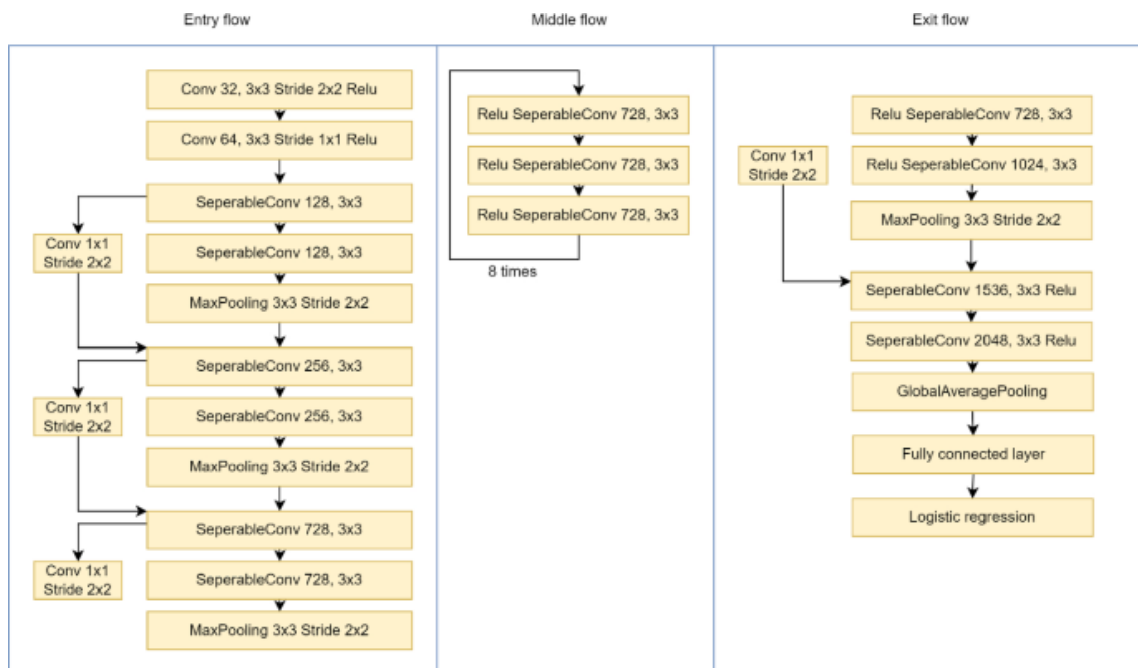 Entry flow
Conv 32, 3x3 Stride 2x2 Relu
Conv 64, 3x3 Stride 1x1 Relu
SeperableConv 128, 3x3
Conv 1x1
Stride 2x2
SeperableConv 128, 3x3
MaxPooling 3x3 Stride 2x2
SeperableConv 256, 3x3
Conv 1x1
Stride 2x2
SeperableConv 256, 3x3
MaxPooling 3x3 Stride 2x2
SeperableConv 728, 3x3
Conv 1x1
Stride 2x2
SeperableConv 728, 3x3
MaxPooling 3x3 Stride 2x2
Middle flow
Relu SeperableConv 728, 3x3
Relu SeperableConv 728, 3x3
Relu SeperableConv 728, 3x3
8 times
Exit flow
Relu SeperableConv 728, 3x3
Conv 1x1
Stride 2x2
Relu SeperableConv 1024, 3x3
MaxPooling 3x3 Stride 2x2
SeperableConv 1536, 3x3 Relu
SeperableConv 2048, 3x3 Relu
GlobalAveragePooling
Fully connected layer
Logistic regression